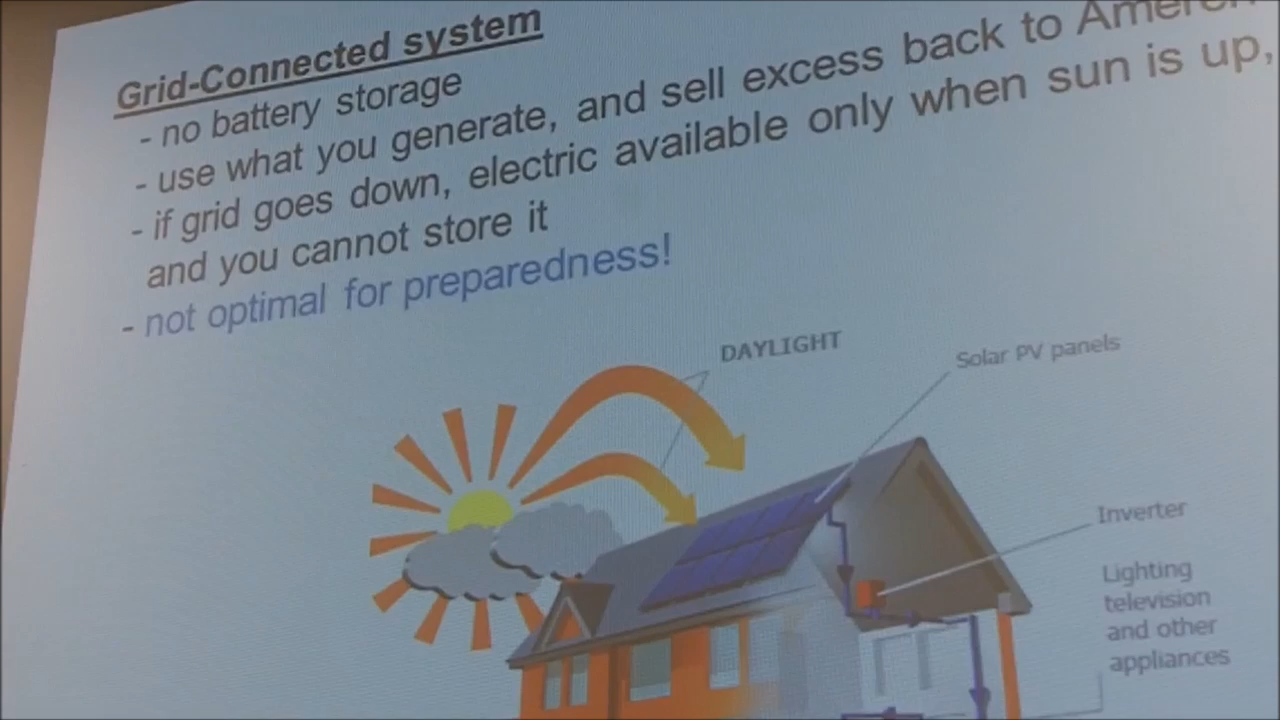 Grid-Connected system
- no battery storage
- use what you generate, and sell excess back to Ameren
- if grid goes down, electric available only when sun is up,
and you cannot store it
- not optimal for preparedness!
DAYLIGHT
Solar PV panels
Inverter
Lighting
television
and other
appliances